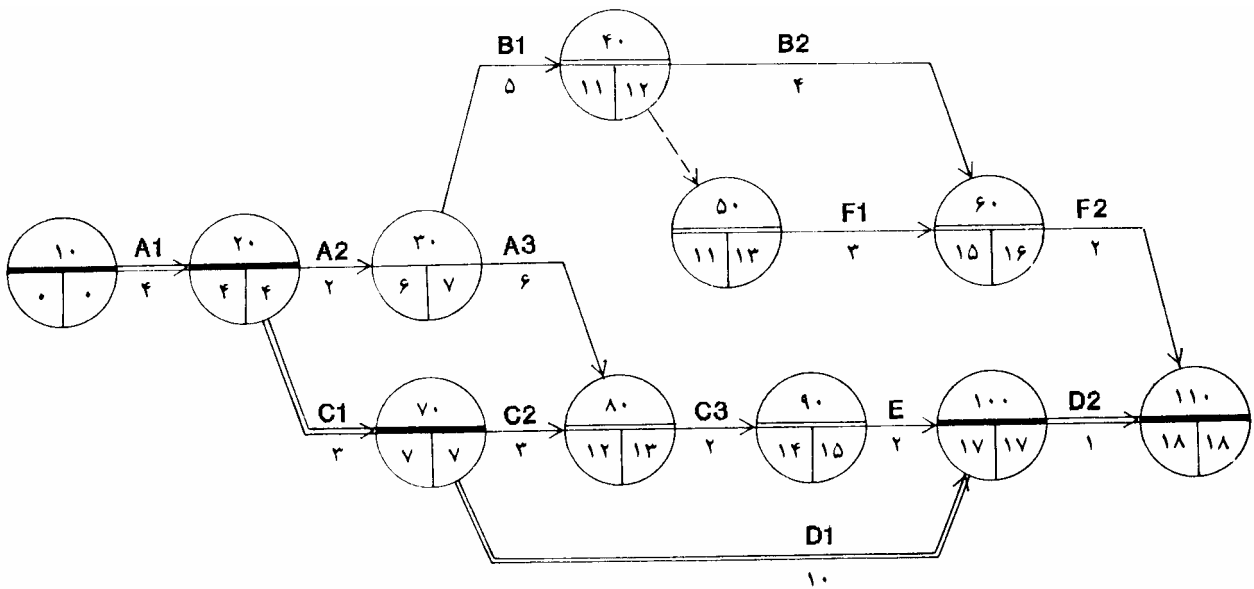 B1
۵
۴۰
۱۱ ۱۲
B2
۴
۵۰
۱۱ ۱۳
F1
۳
۶۰
۱۵ ۱۶
F2
۲
۱۰
۰ ۰
A1
۴
۲۰
۴ ۴
A2
۲
۳۰
۶ ۷
A3
۶
C1
۳
۷۰
۷ ۷
C2
۳
۸۰
۱۲ ۱۳
C3
۲
۹۰
۱۴ ۱۵
E
۲
۱۰۰
۱۷ ۱۷
D2
۱
۱۱۰
۱۸ ۱۸
D1
۱۰